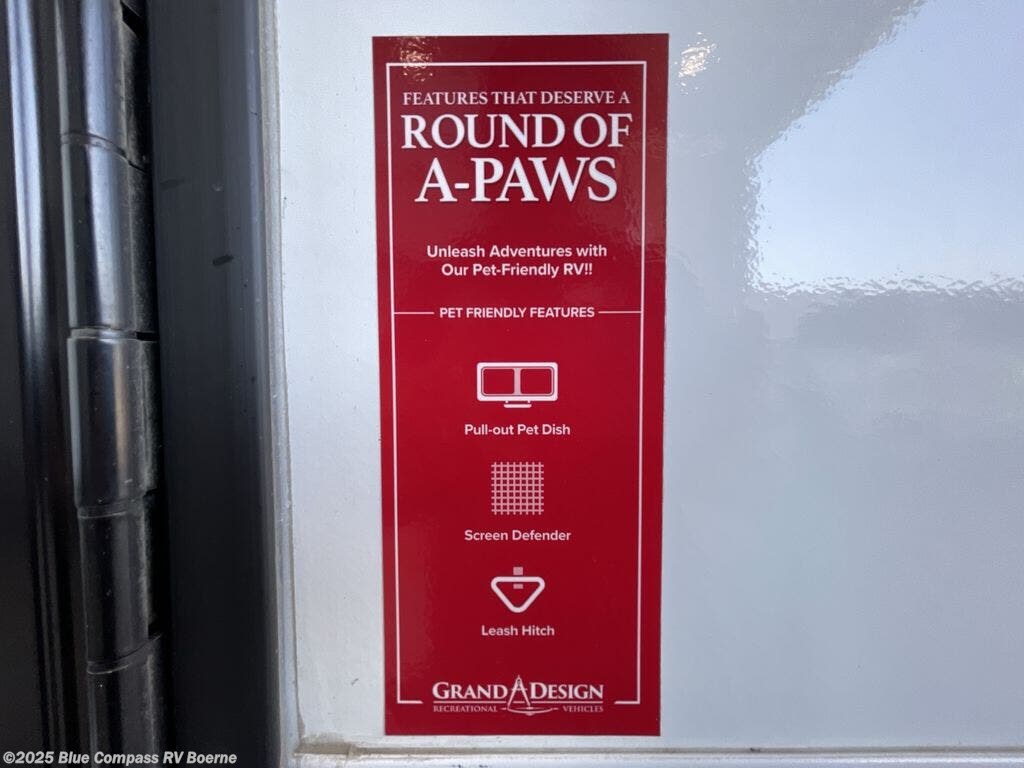 FEATURES THAT DESERVE A
ROUND OF
A-PAWS
Unleash Adventures with
Our Pet-Friendly RV!!
PET FRIENDLY FEATURES
Pull-out Pet Dish
Screen Defender
Leash Hitch
GRAND DESIGN
RECREATIONAL VEHICLES
©2025 Blue Compass RV Boerne